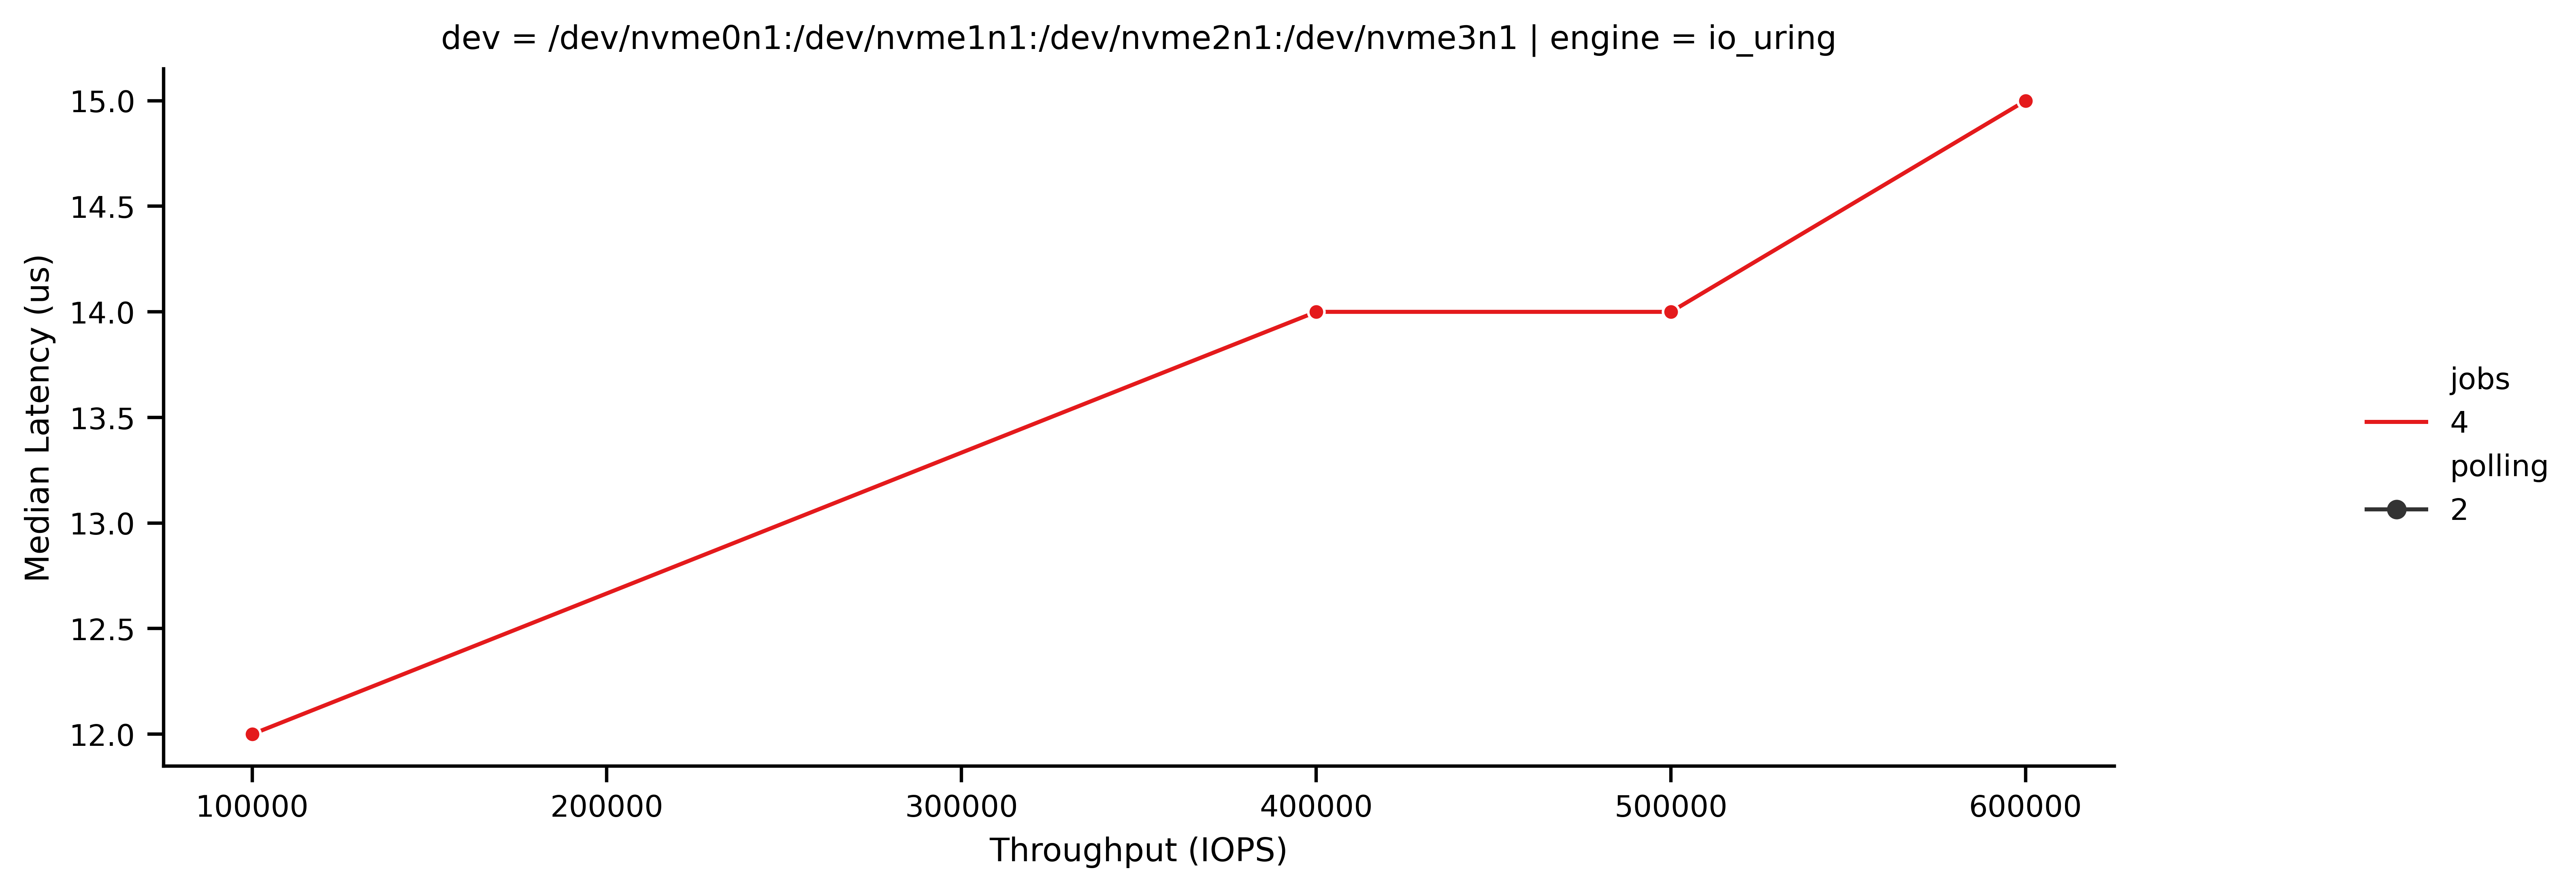 dev = /dev/nvme0n1:/dev/nvme1n1:/dev/nvme2n1:/dev/nvme3n1 | engine = io_uring
Median Latency (us)
15.0
14.5
14.0
13.5
13.0
12.5
12.0
100000 200000 300000 400000 500000 600000
Throughput (IOPS)
jobs
4
polling
2